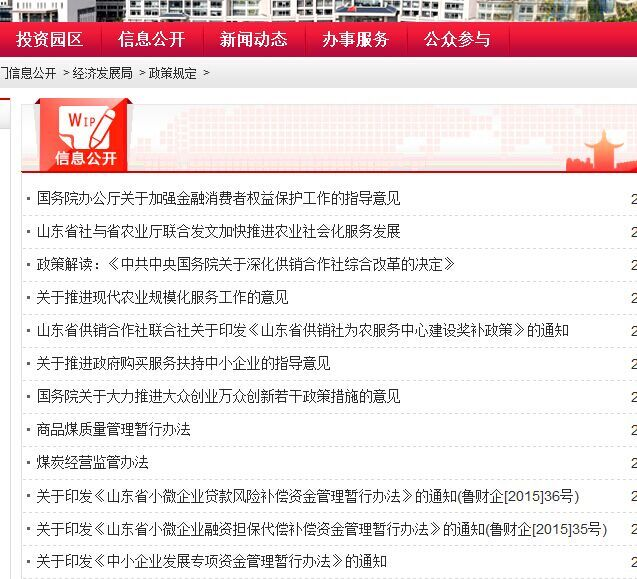 投资园区 信息公开 新闻动态 办事服务 公众参与
门信息公开 > 经济发展局 > 政策规定 >
WIP
信息公开
· 国务院办公厅关于加强金融消费者权益保护工作的指导意见 2
· 山东省社与省农业厅联合发文加快推进农业社会化服务发展 2
· 政策解读：《中共中央国务院关于深化供销合作社综合改革的决定》 2
· 关于推进现代农业规模化服务工作的意见 2
· 山东省供销合作社联合社关于印发《山东省供销社为农服务中心建设奖补政策》的通知 2
· 关于推进政府购买服务扶持中小企业的指导意见 2
· 国务院关于大力推进大众创业万众创新若干政策措施的意见 2
· 商品煤质量管理暂行办法 2
· 煤炭经营监管办法 2
· 关于印发《山东省小微企业贷款风险补偿资金管理暂行办法》的通知(鲁财企[2015]36号) 2
· 关于印发《山东省小微企业融资担保代偿补偿资金管理暂行办法》的通知(鲁财企[2015]35号) 2
· 关于印发《中小企业发展专项资金管理暂行办法》的通知 2